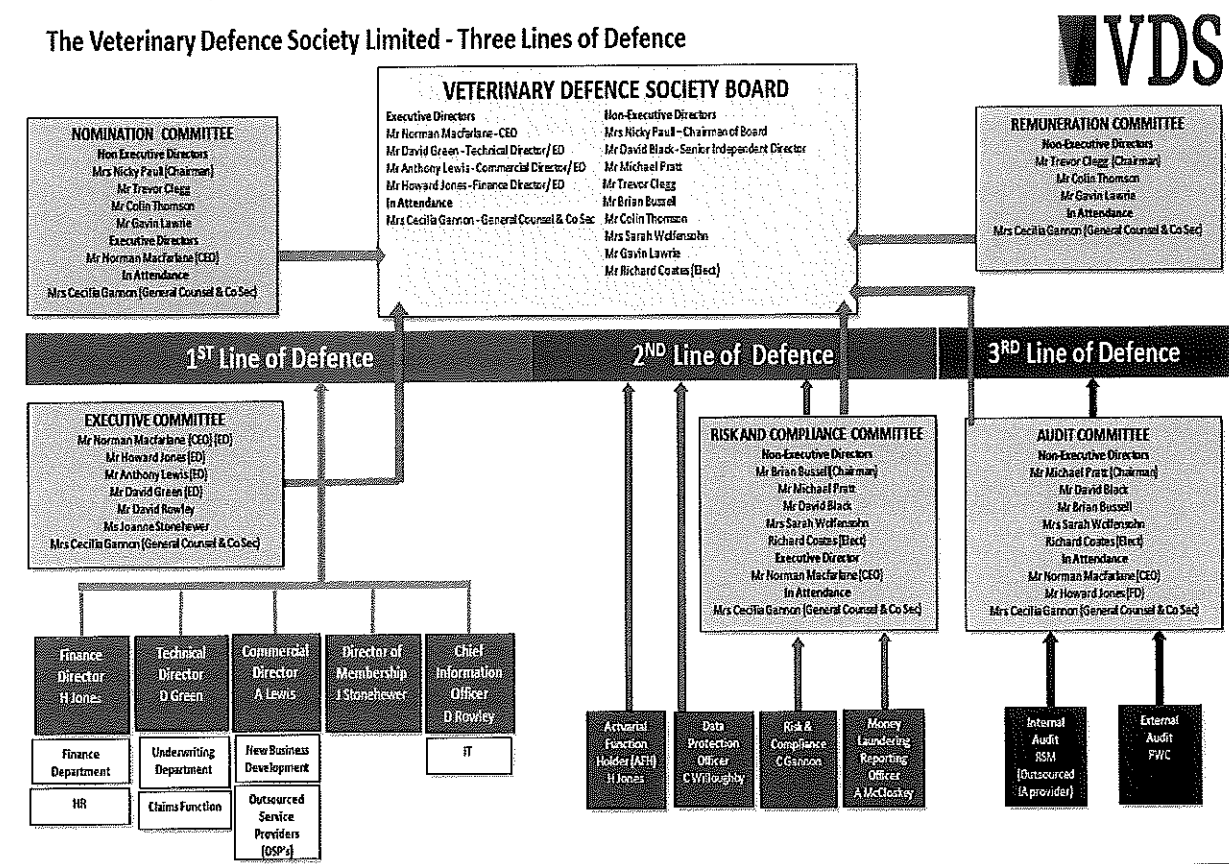 The Veterinary Defence Society Limited - Three Lines of Defence
VDS
VETERINARY DEFENCE SOCIETY BOARD
Executive Directors
Mr Norman Macfarlane-CEO
Mr David Green-Technical Director/ED
Mr Anthony Lewis-Commercial Director/ED
Mr Howard Jones-Finance Director/ED
In Attendance
Mrs Cecilia Gannon-General Counsel & Co Sec
Non-Executive Directors
Mrs Nicky Paull-Chairman of Board
Mr David Black-Senior Independent Director
Mr Michael Pratt
Mr Trevor Clegg
Mr Brian Bussell
Mr Colin Thomson
Mrs Sarah Wolfensohn
Mr Gavin Lawrie
Mr Richard Coates (Elect)
NOMINATION COMMITTEE
Non Executive Directors
Mrs Nicky Paull (Chairman)
Mr Trevor Clegg
Mr Colin Thomson
Mr Gavin Lawrie
Executive Directors
Mr Norman Macfarlane (CEO)
In Attendance
Mrs Cecilia Gannon (General Counsel & Co Sec)
REMUNERATION COMMITTEE
Non-Executive Directors
Mr Trevor Clegg (Chairman)
Mr Colin Thomson
Mr Gavin Lawrie
In Attendance
Mrs Cecilia Gannon (General Counsel & Co Sec)
1ST Line of Defence
2ND Line of Defence
3RD Line of Defence
EXECUTIVE COMMITTEE
Mr Norman Macfarlane (CEO) (ED)
Mr Howard Jones (ED)
Mr Anthony Lewis (ED)
Mr David Green (ED)
Mr David Rowley
Ms Joanne Stonehewer
Mrs Cecilia Gannon (General Counsel & Co Sec)
RISK AND COMPLIANCE COMMITTEE
Non-Executive Directors
Mr Brian Bussell (Chairman)
Mr Michael Pratt
Mr David Black
Mrs Sarah Wolfensohn
Richard Coates (Elect)
Executive Director
Mr Norman Macfarlane (CEO)
In Attendance
Mrs Cecilia Gannon (General Counsel & Co Sec)
AUDIT COMMITTEE
Non-Executive Directors
Mr Michael Pratt (Chairman)
Mr David Black
Mr Brian Bussell
Mrs Sarah Wolfensohn
Richard Coates (Elect)
In Attendance
Mr Norman Macfarlane (CEO)
Mr Howard Jones (FD)
Mrs Cecilia Gannon (General Counsel & Co Sec)
Finance
Director
H Jones
Technical
Director
D Green
Commercial
Director
A Lewis
Director of
Membership
J Stonehewer
Chief
Information
Officer
D Rowley
Finance
Department
HR
Underwriting
Department
Claims Function
New Business
Development
Outsourced
Service
Providers
(OSP's)
IT
Actuarial
Function
Holder (AFH)
H Jones
Data
Protection
Officer
C Willoughby
Risk &
Compliance
C Gannon
Money
Laundering
Reporting
Officer
A McCloskey
Internal
Audit
RSM
(Outsourced
IA provider)
External
Audit
PWC